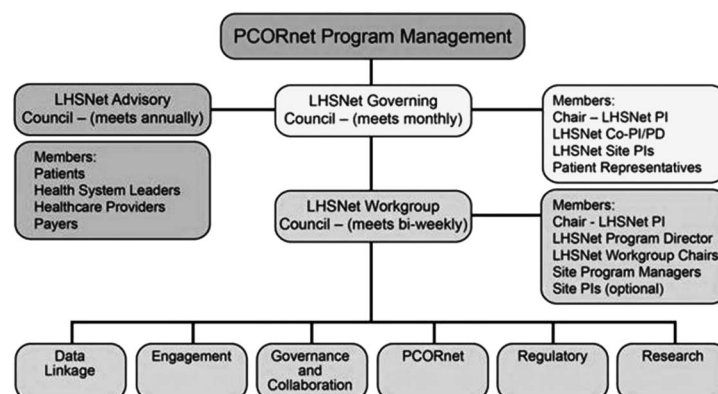 PCORnet Program Management
LHSNet Advisory
Council – (meets annually)
LHSNet Governing
Council – (meets monthly)
Members:
Chair – LHSNet PI
LHSNet Co-PI/PD
LHSNet Site PIs
Patient Representatives
Members:
Patients
Health System Leaders
Healthcare Providers
Payers
LHSNet Workgroup
Council – (meets bi-weekly)
Members:
Chair - LHSNet PI
LHSNet Program Director
LHSNet Workgroup Chairs
Site Program Managers
Site PIs (optional)
Data
Linkage
Engagement
Governance
and
Collaboration
PCORnet
Regulatory
Research